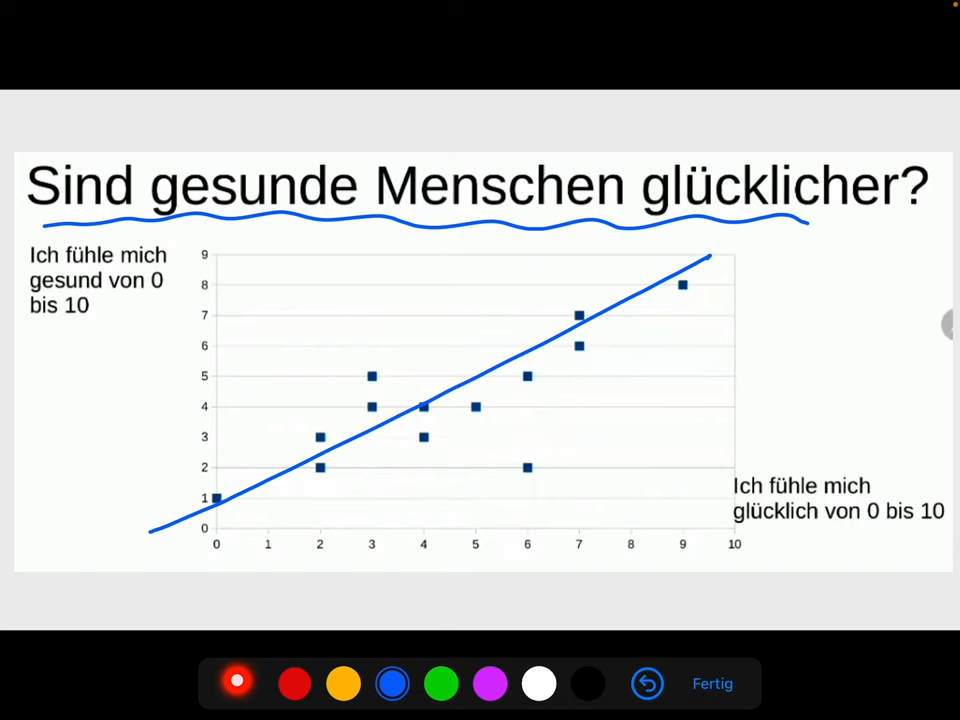 Sind gesunde Menschen glücklicher?
Ich fühle mich
gesund von 0
bis 10
9
8
7
6
5
4
3
2
1
0
0 1 2 3 4 5 6 7 8 9 10
Ich fühle mich
glücklich von 0 bis 10
Fertig